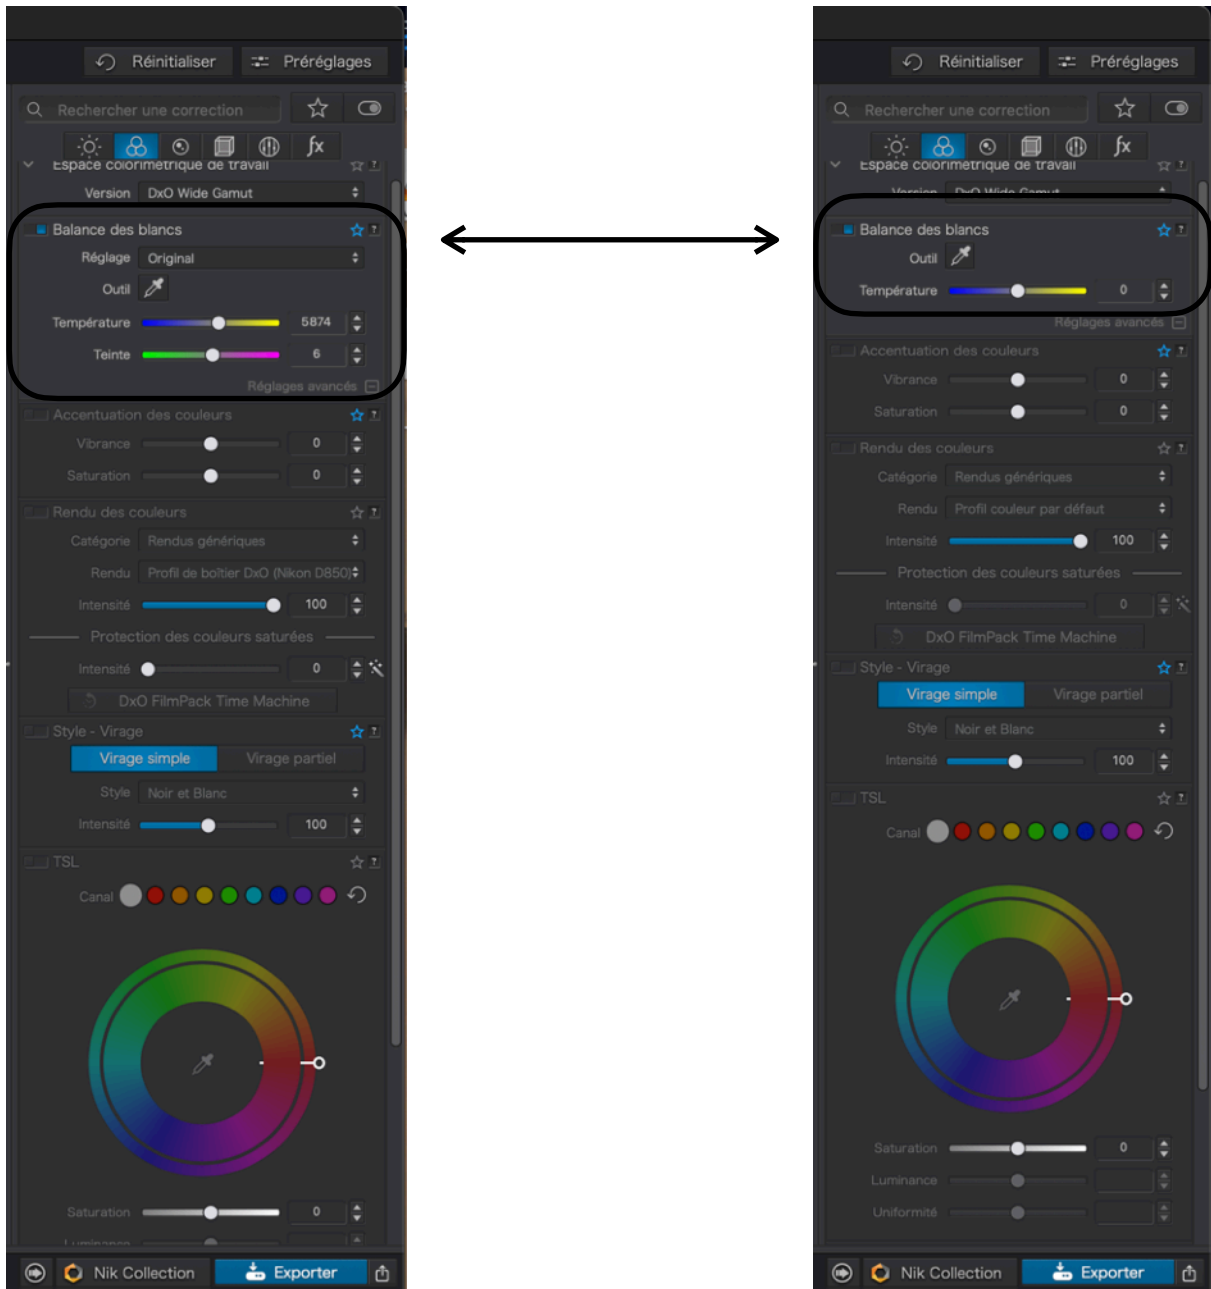 Réinitialiser
Préréglages
Rechercher une correction
fx
Espace colorimétrique de travail
?
Version DxO Wide Gamut
Balance des blancs
?
Réglage Original
Outil
Température 5874
Teinte 6
Réglages avancés
Accentuation des couleurs
?
Vibrance 0
Saturation 0
Rendu des couleurs
?
Catégorie Rendus génériques
Rendu Profil de boîtier DxO (Nikon D850)
Intensité 100
Protection des couleurs saturées
Intensité 0
DxO FilmPack Time Machine
Style - Virage
?
Virage simple Virage partiel
Style Noir et Blanc
Intensité 100
TSL
?
Canal
Saturation 0
Luminance
Nik Collection
Exporter
Réinitialiser
Préréglages
Rechercher une correction
fx
Espace colorimétrique de travail
?
Version DxO Wide Gamut
Balance des blancs
?
Outil
Température 0
Réglages avancés
Accentuation des couleurs
?
Vibrance 0
Saturation 0
Rendu des couleurs
?
Catégorie Rendus génériques
Rendu Profil couleur par défaut
Intensité 100
Protection des couleurs saturées
Intensité 0
DxO FilmPack Time Machine
Style - Virage
?
Virage simple Virage partiel
Style Noir et Blanc
Intensité 100
TSL
?
Canal
Saturation 0
Luminance
Uniformité
Nik Collection
Exporter